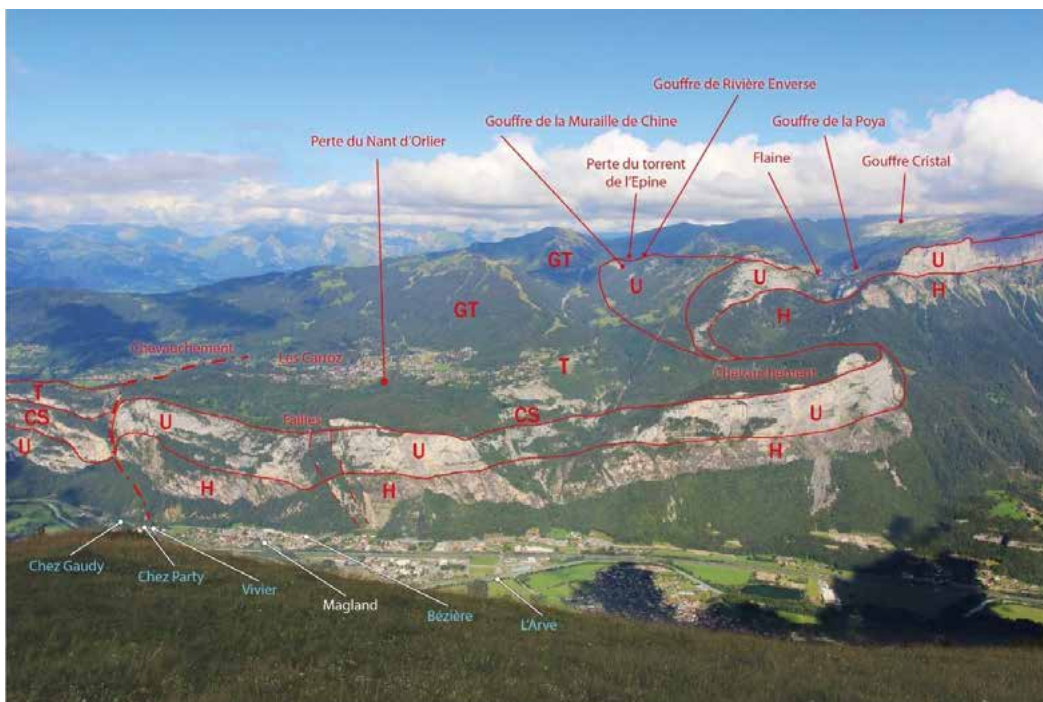 Gouffre de Rivière Enverse
Gouffre de la Muraille de Chine
Gouffre de la Poya
Perte du Nant d'Orlier
Perte du torrent
de l'Epine
Flaine
Gouffre Cristal
GT
U
U
U
H
H
GT
Chevauchement
Les Carroz
T
Chevauchement
T
CS
U
Failles
CS
U
U
U
H
H
H
Chez Gaudy
Chez Party
Vivier
Magland
Bézière
L'Arve